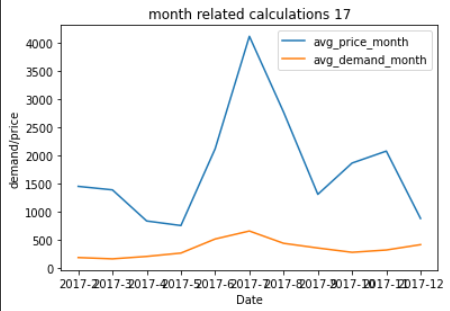 month related calculations 17
avg_price_month
avg_demand_month
4000
3500
3000
2500
2000
1500
1000
500
0
demand/price
2017-2 2017-3 2017-4 2017-5 2017-6 2017-7 2017-8 2017-9 2017-10 2017-11 2017-12
Date